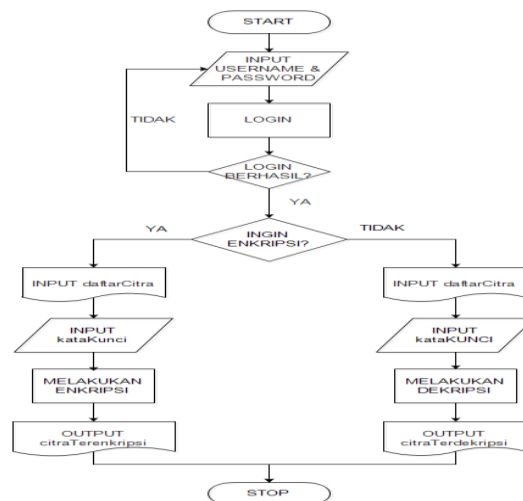 START
INPUT
USERNAME &
PASSWORD
TIDAK
LOGIN
LOGIN
BERHASIL?
YA
YA
INGIN
ENKRIPSI?
TIDAK
INPUT daftarCitra
INPUT daftarCitra
INPUT
kataKunci
INPUT
kataKUNCI
MELAKUKAN
ENKRIPSI
MELAKUKAN
DEKRIPSI
OUTPUT
citraTerenkripsi
OUTPUT
citraTerdekripsi
STOP